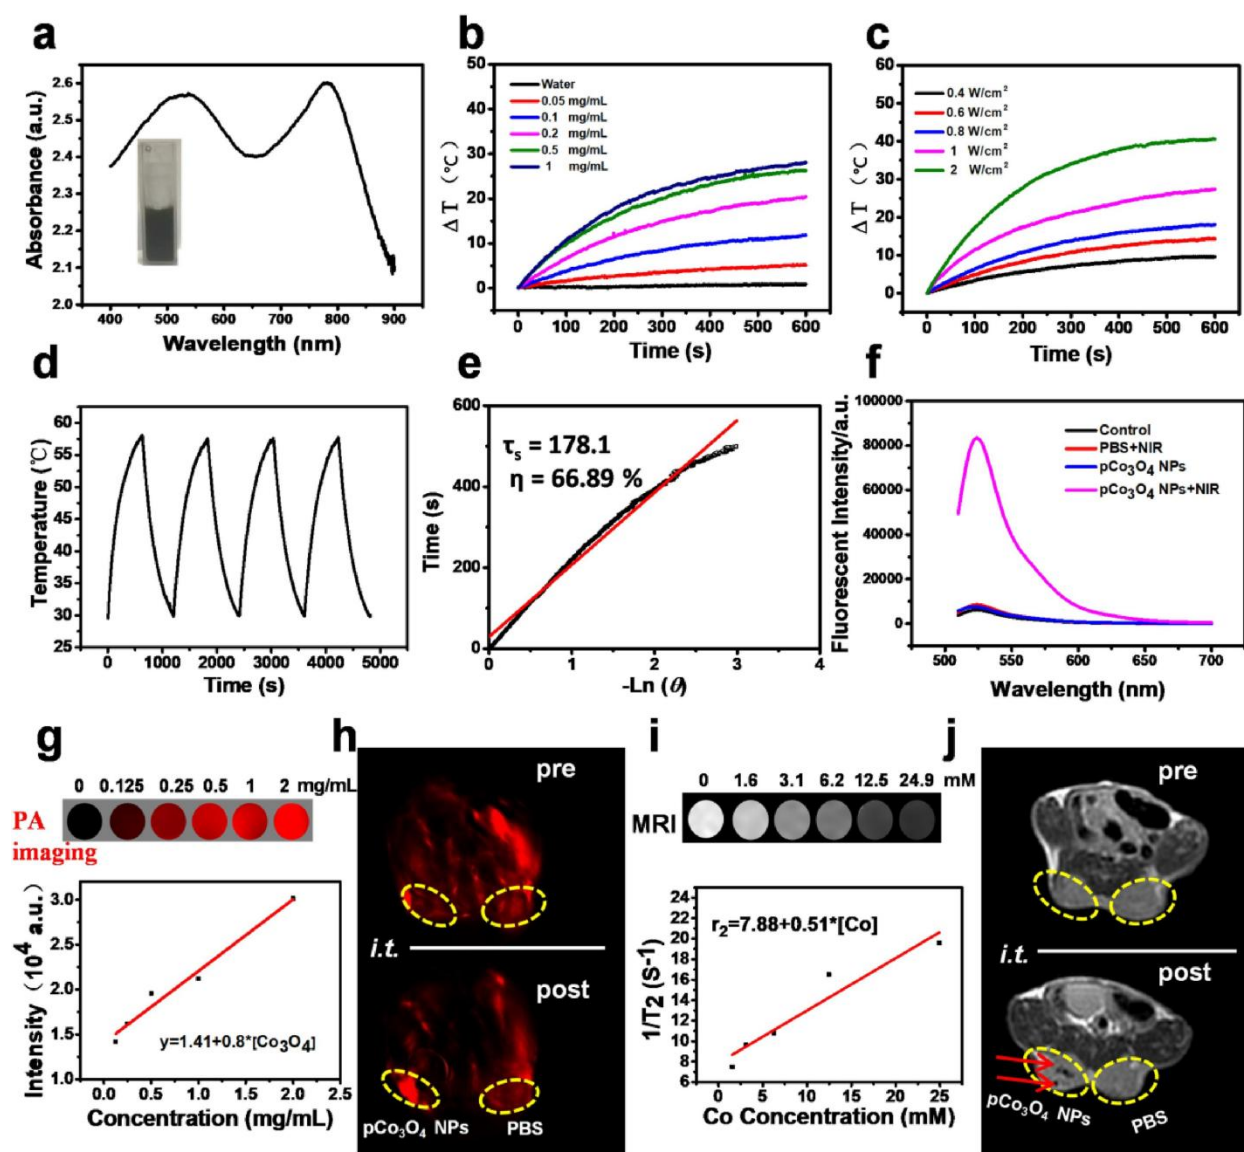 a
Absorbance (a.u.)
2.6
2.5
2.4
2.3
2.2
2.1
2.0
400 500 600 700 800 900
Wavelength (nm)
b
Δ T (℃)
50
40
30
20
10
0
Water
0.05 mg/mL
0.1 mg/mL
0.2 mg/mL
0.5 mg/mL
1 mg/mL
0 100 200 300 400 500 600
Time (s)
c
Δ T (℃)
60
50
40
30
20
10
0
0.4 W/cm²
0.6 W/cm²
0.8 W/cm²
1 W/cm²
2 W/cm²
0 100 200 300 400 500 600
Time (s)
d
Temperature (℃)
60
55
50
45
40
35
30
25
0 1000 2000 3000 4000 5000
Time (s)
e
Time (s)
600
400
200
0
τs = 178.1
η = 66.89 %
0 1 2 3 4
-Ln (θ)
f
Fluorescent Intensity/a.u.
100000
80000
60000
40000
20000
0
Control
PBS+NIR
pCo₃O₄ NPs
pCo₃O₄ NPs+NIR
500 550 600 650 700
Wavelength (nm)
g
0 0.125 0.25 0.5 1 2 mg/mL
PA
imaging
Intensity (10⁴ a.u.)
3.0
2.5
2.0
1.5
1.0
y=1.41+0.8*[Co₃O₄]
0.0 0.5 1.0 1.5 2.0 2.5
Concentration (mg/mL)
h
pre
i.t.
post
pCo₃O₄ NPs
PBS
i
0 1.6 3.1 6.2 12.5 24.9 mM
MRI
1/T₂ (S⁻¹)
24
22
20
18
16
14
12
10
8
6
r₂=7.88+0.51*[Co]
0 5 10 15 20 25
Co Concentration (mM)
j
pre
i.t.
post
pCo₃O₄ NPs
PBS